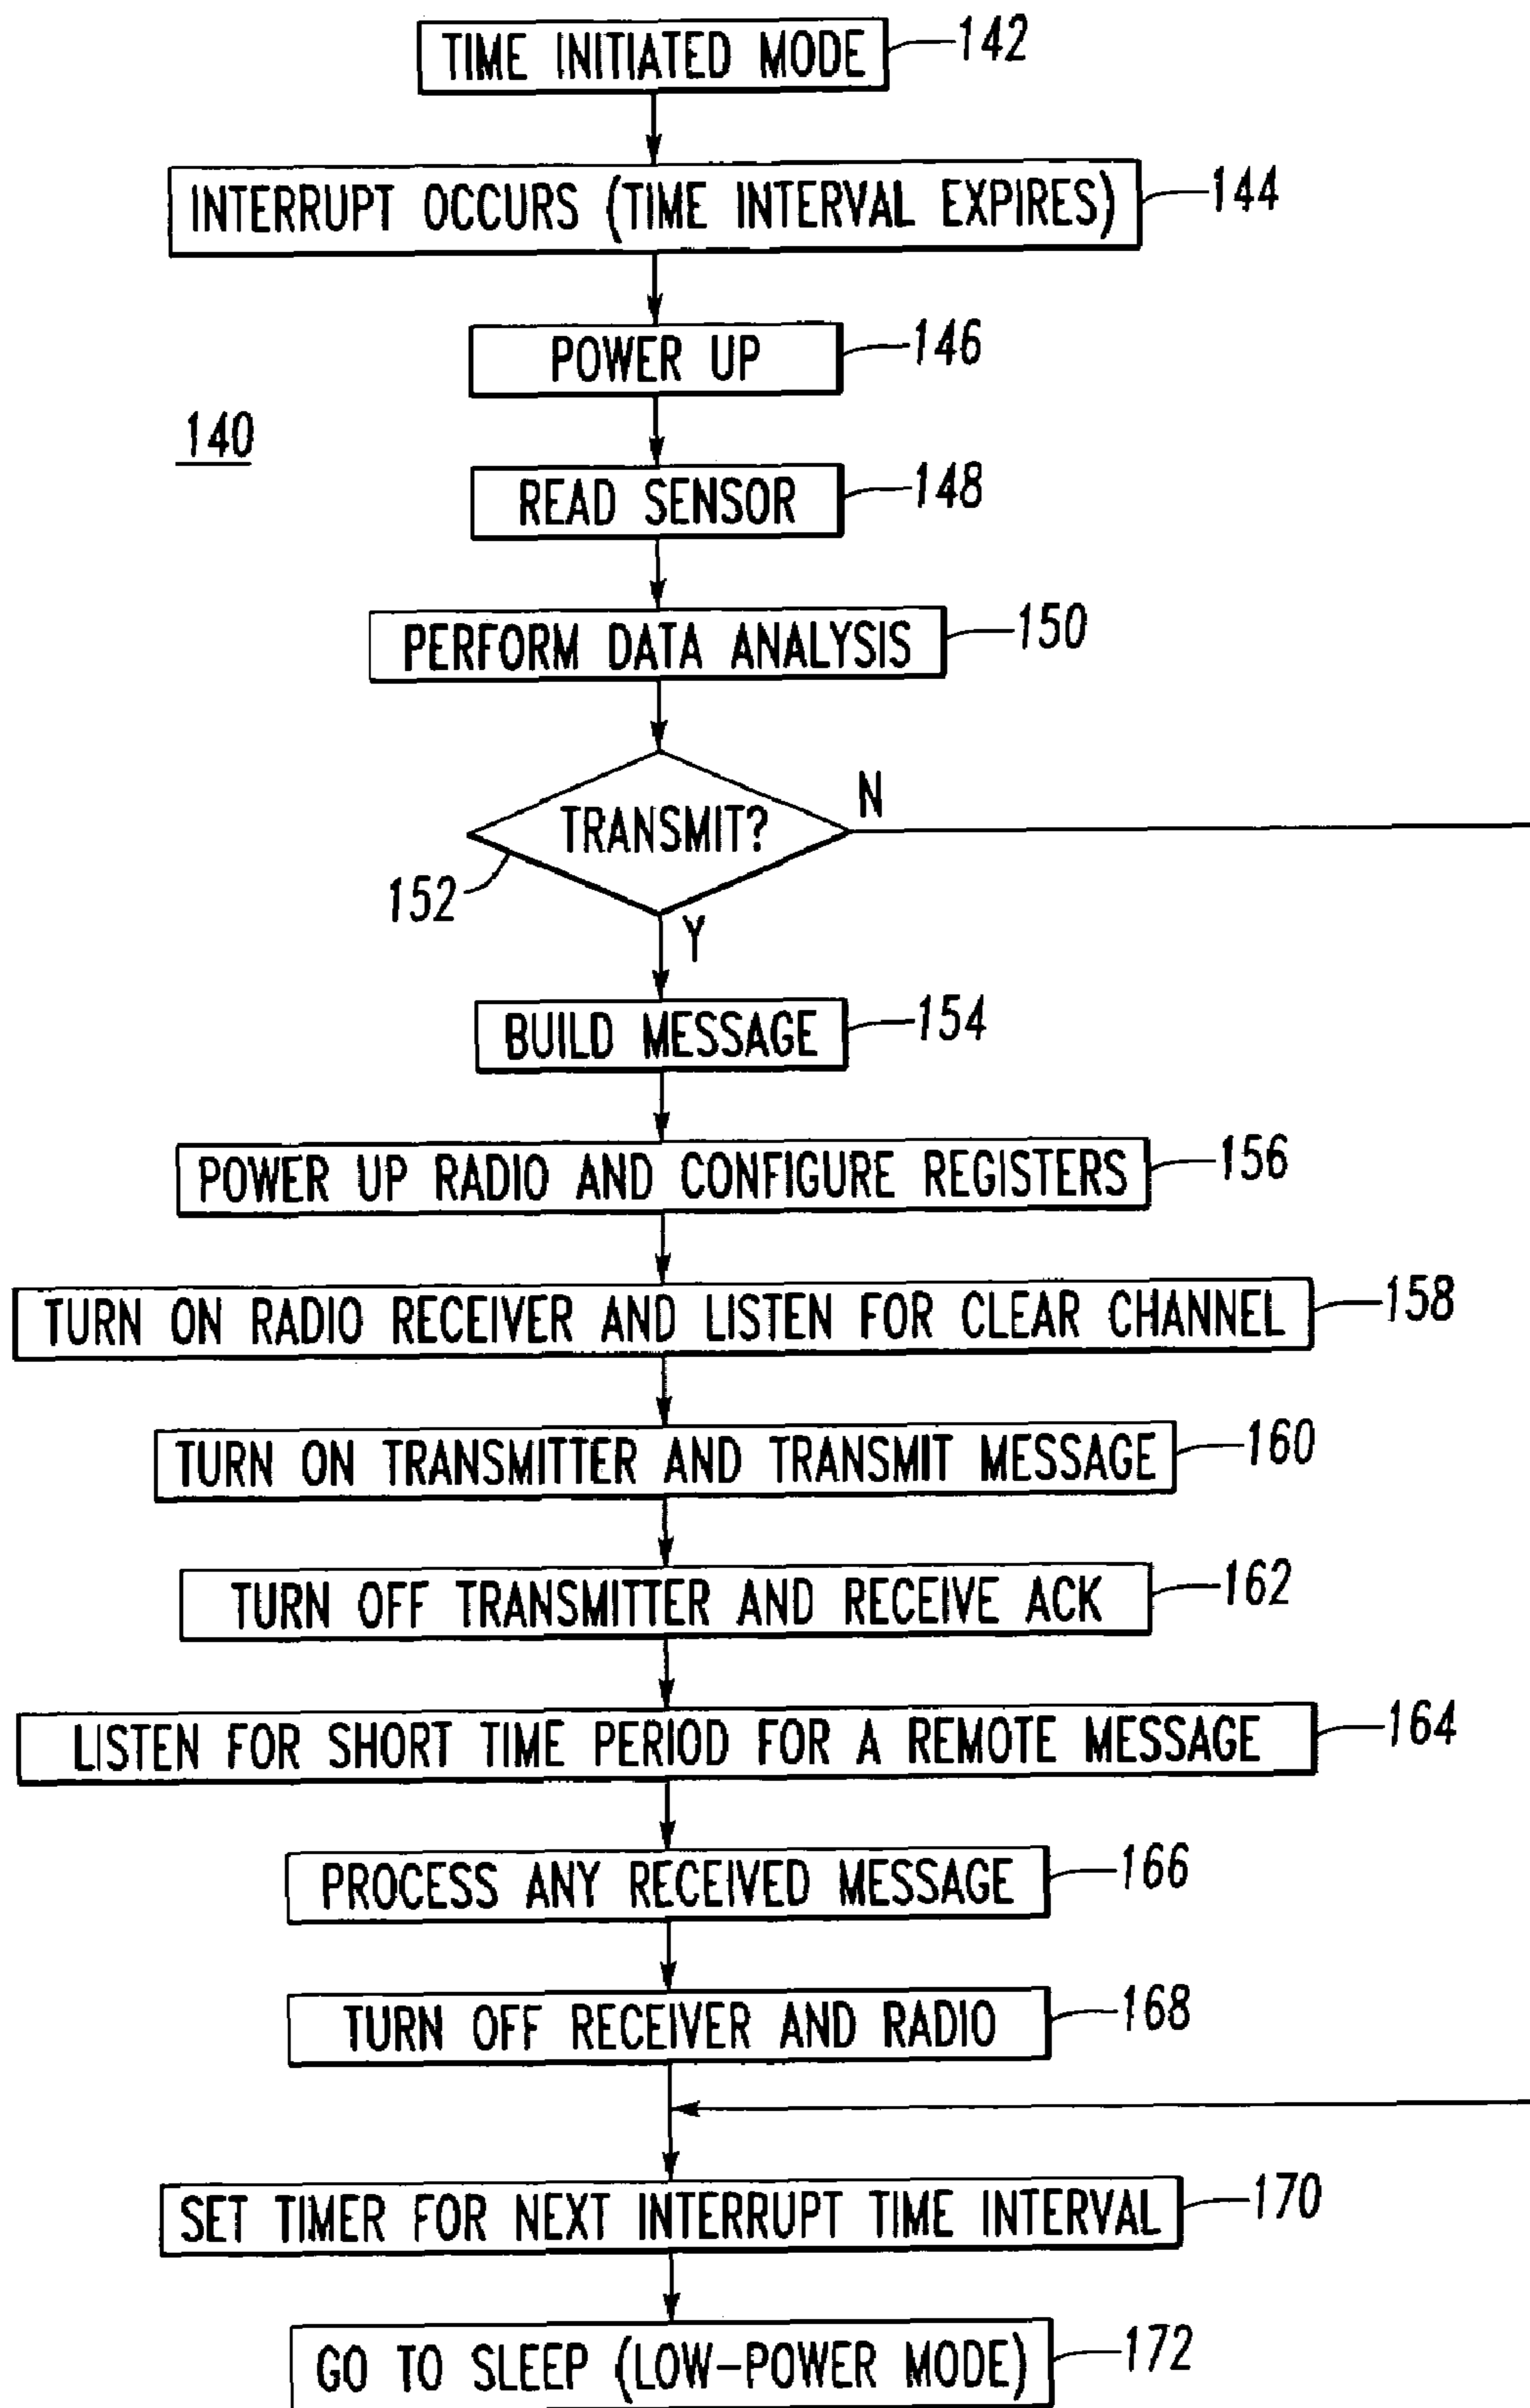 TIME INITIATED MODE 142
INTERRUPT OCCURS (TIME INTERVAL EXPIRES) 144
POWER UP 146
140
READ SENSOR 148
PERFORM DATA ANALYSIS 150
TRANSMIT? N
152
Y
BUILD MESSAGE 154
POWER UP RADIO AND CONFIGURE REGISTERS 156
TURN ON RADIO RECEIVER AND LISTEN FOR CLEAR CHANNEL 158
TURN ON TRANSMITTER AND TRANSMIT MESSAGE 160
TURN OFF TRANSMITTER AND RECEIVE ACK 162
LISTEN FOR SHORT TIME PERIOD FOR A REMOTE MESSAGE 164
PROCESS ANY RECEIVED MESSAGE 166
TURN OFF RECEIVER AND RADIO 168
SET TIMER FOR NEXT INTERRUPT TIME INTERVAL 170
GO TO SLEEP (LOW-POWER MODE) 172